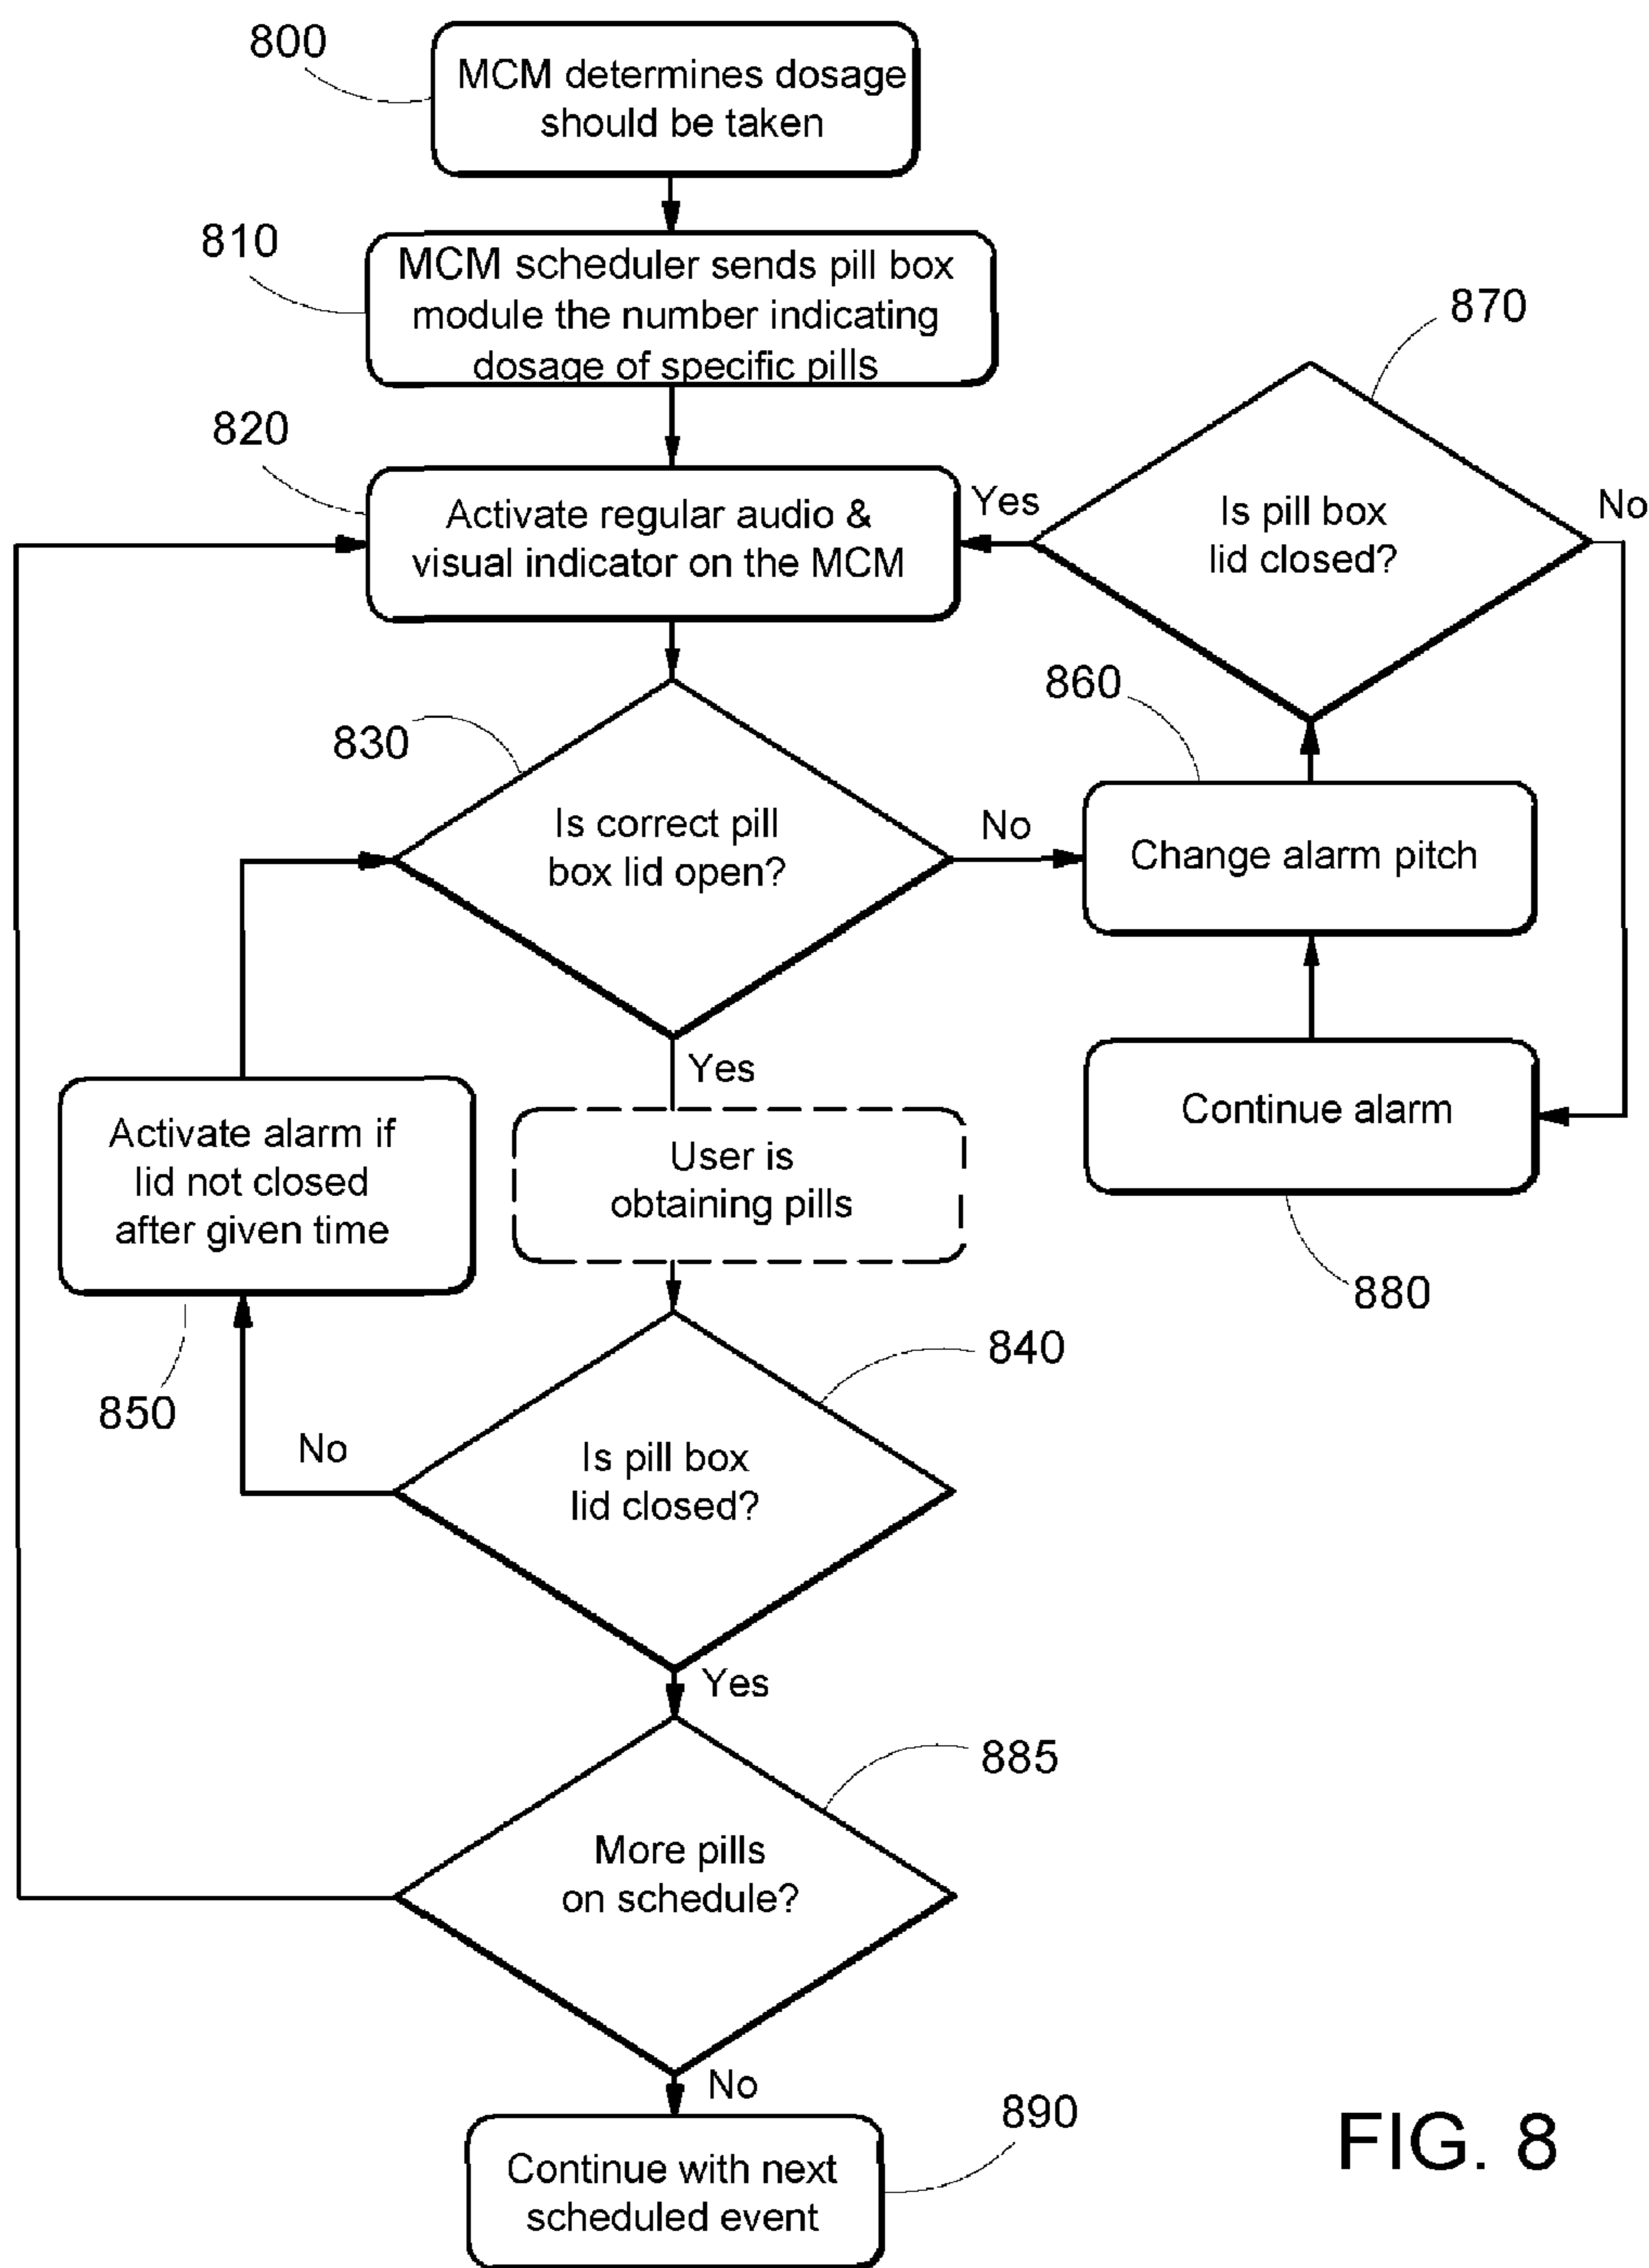 800
MCM determines dosage
should be taken
810
MCM scheduler sends pill box
module the number indicating
dosage of specific pills
870
820
Activate regular audio &
visual indicator on the MCM
Yes
Is pill box
lid closed?
No
830
860
Is correct pill
box lid open?
No
Change alarm pitch
Yes
Activate alarm if
lid not closed
after given time
User is
obtaining pills
Continue alarm
850
880
840
No
Is pill box
lid closed?
Yes
885
More pills
on schedule?
No
890
Continue with next
scheduled event
FIG. 8